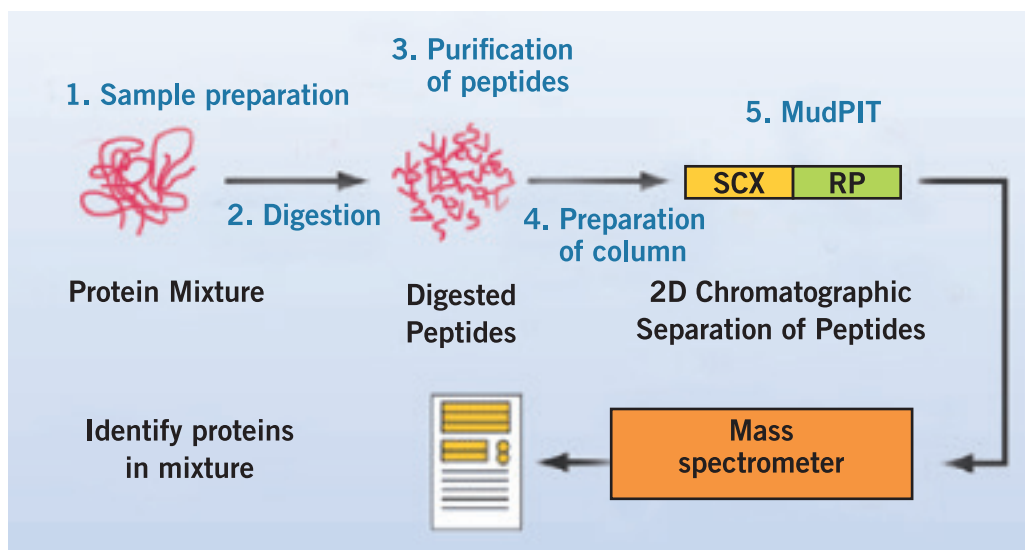 1. Sample preparation
3. Purification
of peptides
5. MudPIT
SCX RP
2. Digestion
4. Preparation
of column
Protein Mixture
Digested
Peptides
2D Chromatographic
Separation of Peptides
Identify proteins
in mixture
Mass
spectrometer